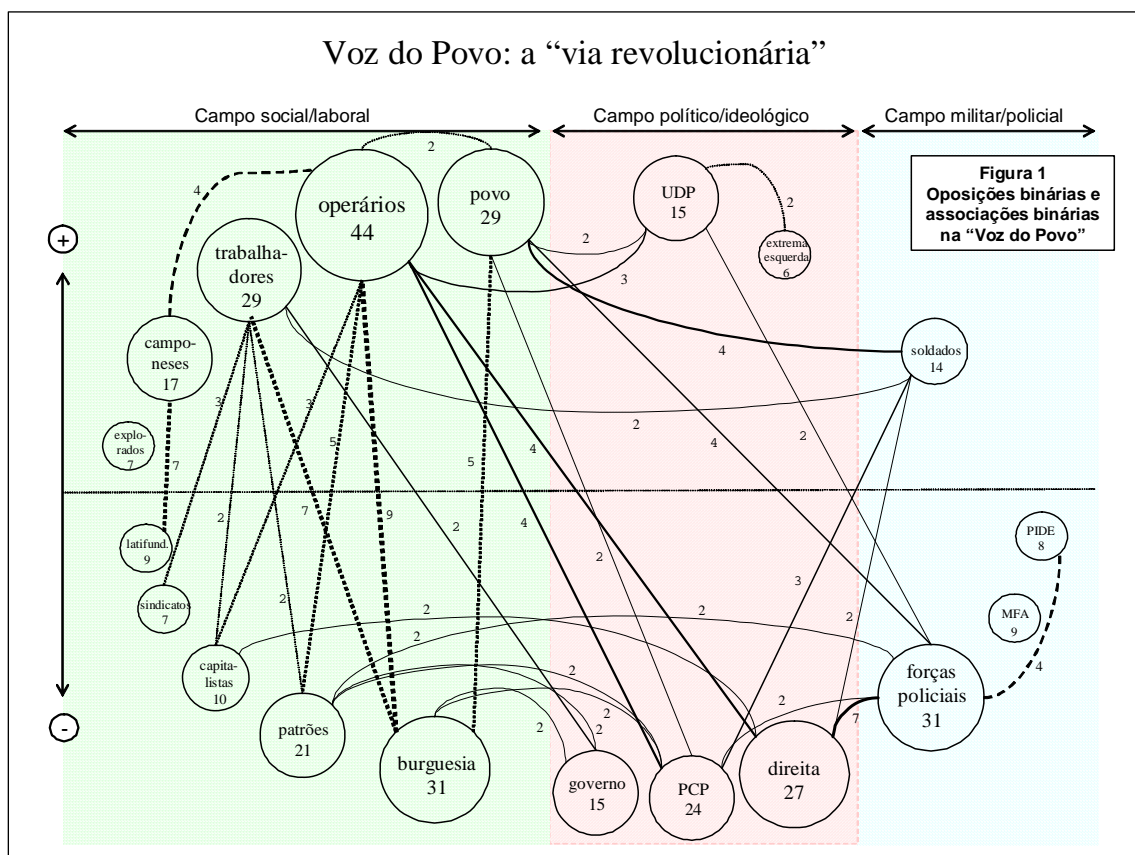 Voz do Povo: a “via revolucionária”
Campo social/laboral
Campo político/ideológico
Campo militar/policial
Figura 1
Oposições binárias e
associações binárias
na “Voz do Povo”
+
-
operários
44
povo
29
trabalha-
dores
29
campo-
neses
17
explo-
rados
7
UDP
15
extrema
esquerda
6
soldados
14
latifund.
9
sindicatos
7
capita-
listas
10
patrões
21
burguesia
31
governo
15
PCP
24
direita
27
PIDE
8
MFA
9
forças
policiais
31
2
4
2
2
3
4
3
3
2
4
2
7
5
5
4
2
7
9
2
4
2
2
3
2
2
2
2
2
2
2
2
2
7
4